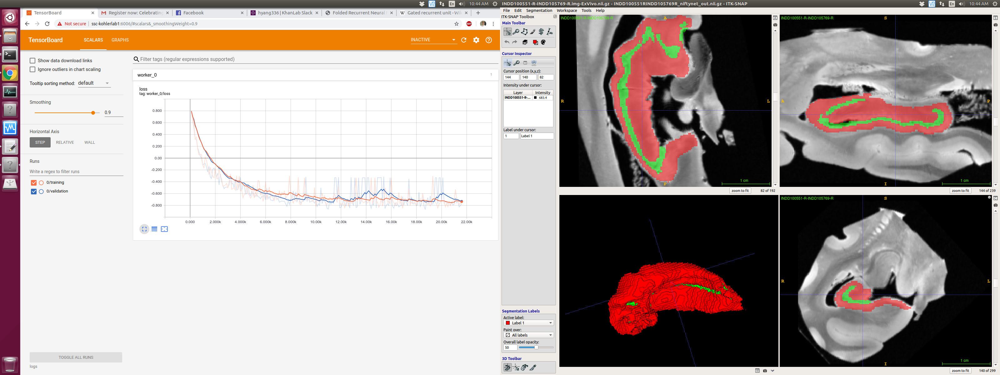 10:44 AM
En
TensorBoard
Register now: Celebrating
Facebook
hyang336 | KhanLab Slack
Folded Recurrent Neural
Gated recurrent unit - Wik
Not secure
ssc-kohlerlab1:6006/#scalars&_smoothingWeight=0.9
ABP
TensorBoard
SCALARS
GRAPHS
INACTIVE
Show data download links
Ignore outliers in chart scaling
Tooltip sorting method: default
Smoothing
0.9
Horizontal Axis
STEP
RELATIVE
WALL
Runs
Write a regex to filter runs
0/training
0/validation
TOGGLE ALL RUNS
logs
Filter tags (regular expressions supported)
worker_0
1
loss
tag: worker_0/loss
0.800
0.600
0.400
0.200
0.00
-0.200
-0.400
-0.600
-0.800
0.000 2.000k 4.000k 6.000k 8.000k 10.00k 12.00k 14.00k 16.00k 18.00k 20.00k 22.00k
INDD100551-R-INDD105769-R.img-ExVivo.nii.gz - INDD100551RINDD105769R_niftynet_out.nii.gz - ITK-SNAP
En
10:44 AM
File Edit Segmentation Workspace Tools Help
ITK-SNAP Toolbox
Main Toolbar
Cursor Inspector
Cursor position (x,y,z):
144 140 82
Intensity under cursor:
Layer Intensity
INDD100551-R-... 683.4
Label under cursor:
1 Label 1
Segmentation Labels
Active label:
Label 1
Paint over:
All labels
Overall label opacity:
50
3D Toolbar
INDD100551-R-INDD105769-R
A
R
L
P
1 cm
zoom to fit
82 of 192
INDD100551-R-INDD105769-R
S
A
P
I
1 cm
zoom to fit
144 of 239
INDD100551-R-INDD105769-R
S
R
L
I
1 cm
zoom to fit
140 of 299